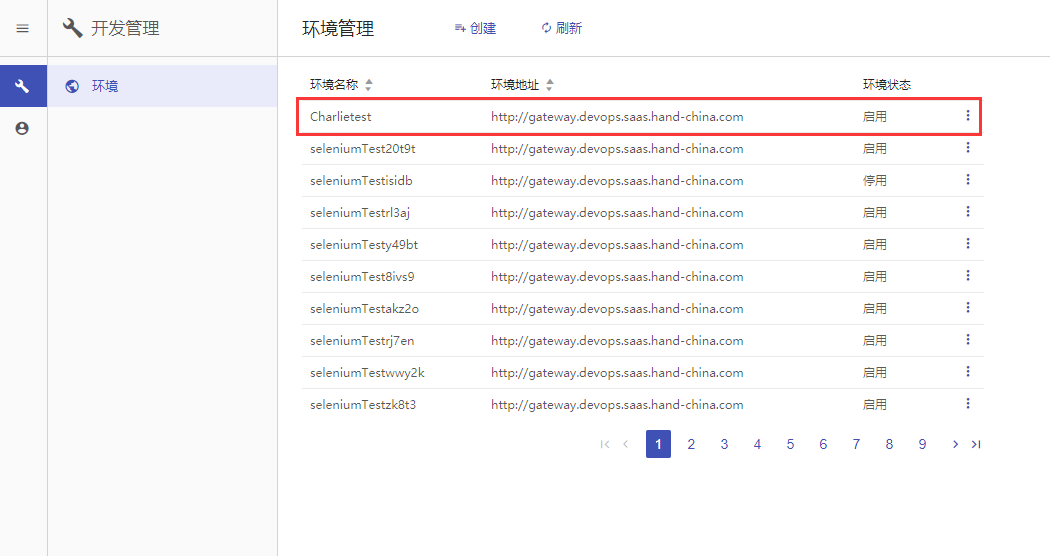 开发管理
环境管理 创建 刷新
环境
环境名称 环境地址 环境状态
Charlietest http://gateway.devops.saas.hand-china.com 启用
seleniumTest20t9t http://gateway.devops.saas.hand-china.com 启用
seleniumTestisidb http://gateway.devops.saas.hand-china.com 停用
seleniumTestrl3aj http://gateway.devops.saas.hand-china.com 启用
seleniumTesty49bt http://gateway.devops.saas.hand-china.com 启用
seleniumTest8ivs9 http://gateway.devops.saas.hand-china.com 启用
seleniumTestakz2o http://gateway.devops.saas.hand-china.com 启用
seleniumTestrj7en http://gateway.devops.saas.hand-china.com 启用
seleniumTestwwy2k http://gateway.devops.saas.hand-china.com 启用
seleniumTestzk8t3 http://gateway.devops.saas.hand-china.com 启用
1 2 3 4 5 6 7 8 9